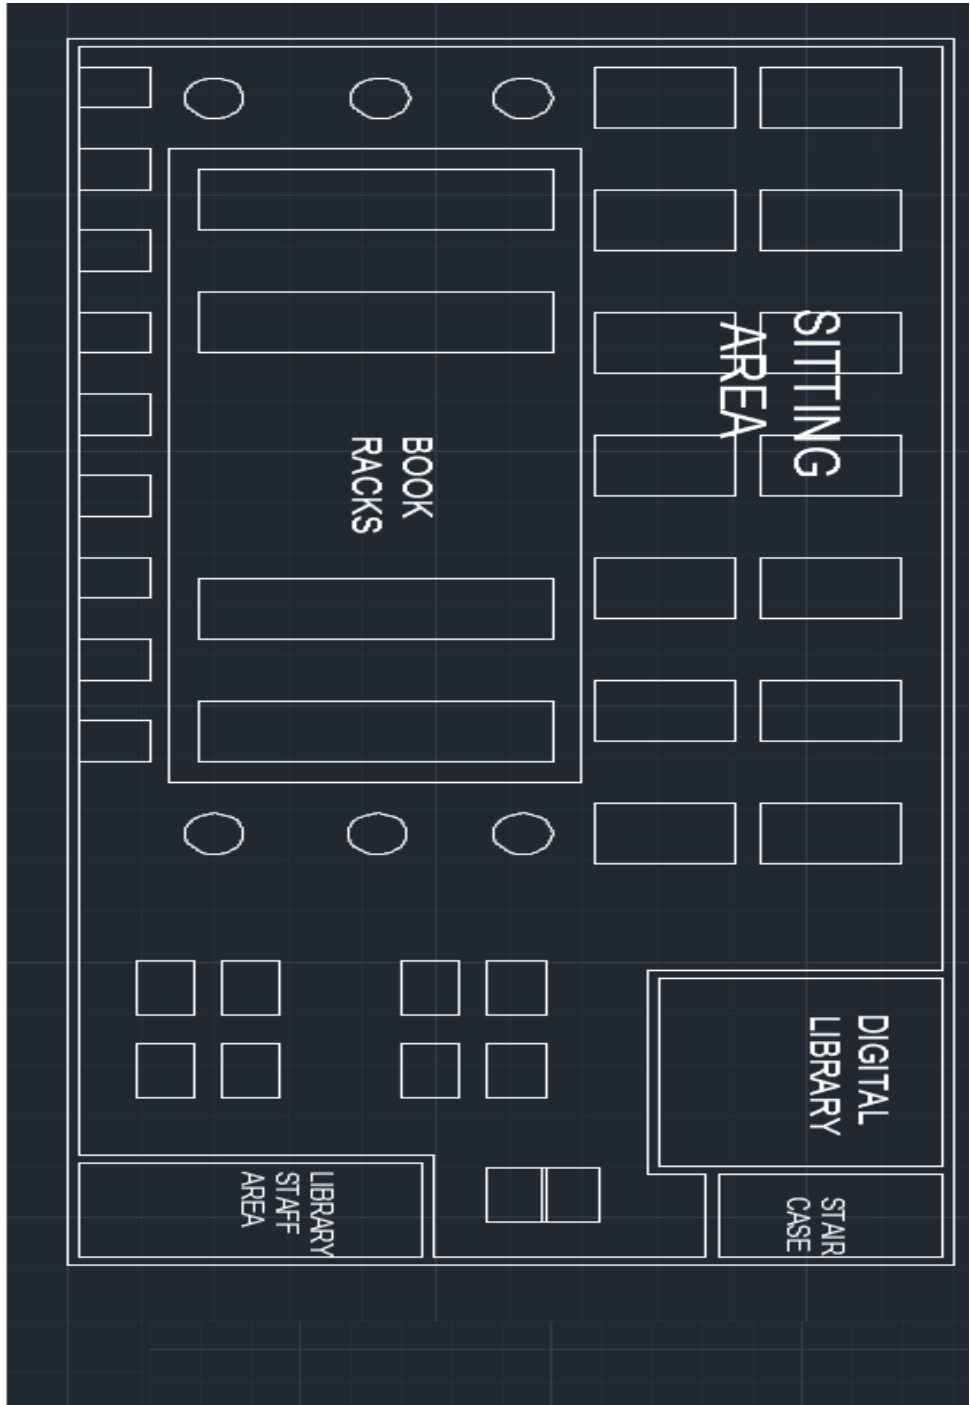 SITTING
AREA
BOOK
RACKS
DIGITAL
LIBRARY
LIBRARY
STAFF
AREA
STAIR
CASE